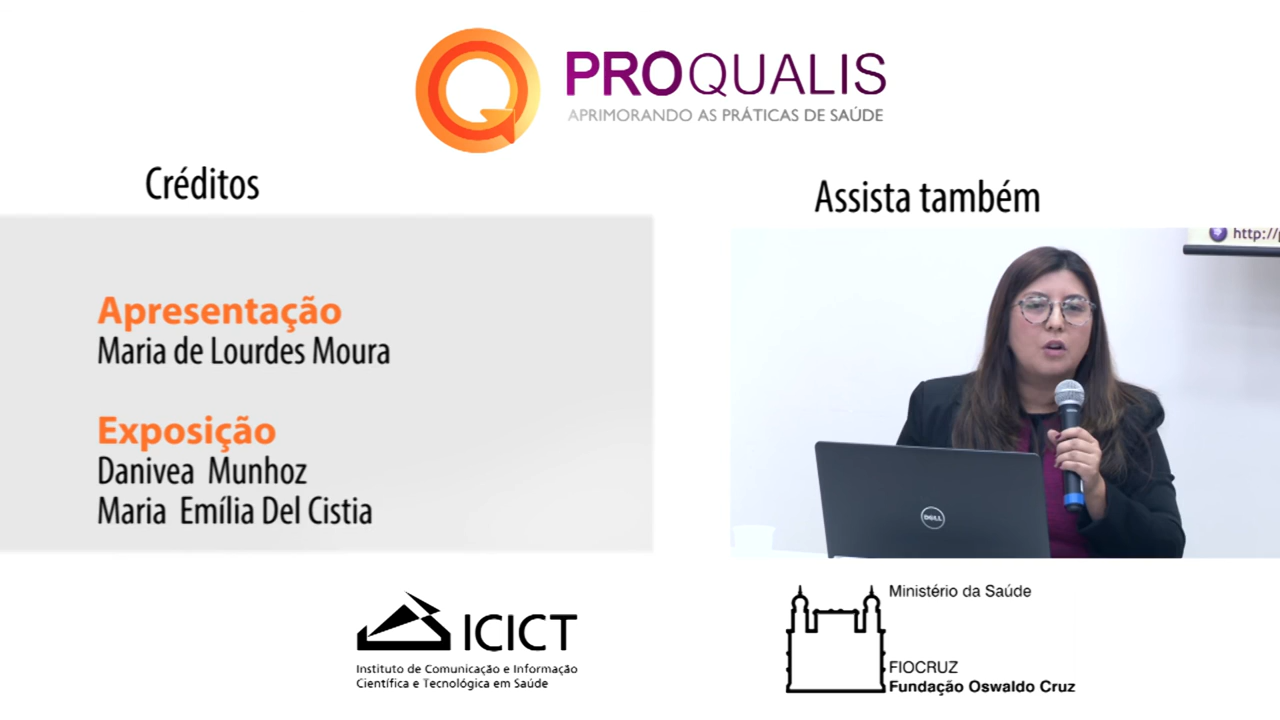 PROQUALIS
APRIMORANDO AS PRÁTICAS DE SAÚDE
Créditos
Apresentação
Maria de Lourdes Moura
Exposição
Danivea Munhoz
Maria Emília Del Cistia
Assista também
http://
DELL
ICICT
Instituto de Comunicação e Informação
Científica e Tecnológica em Saúde
Ministério da Saúde
FIOCRUZ
Fundação Oswaldo Cruz